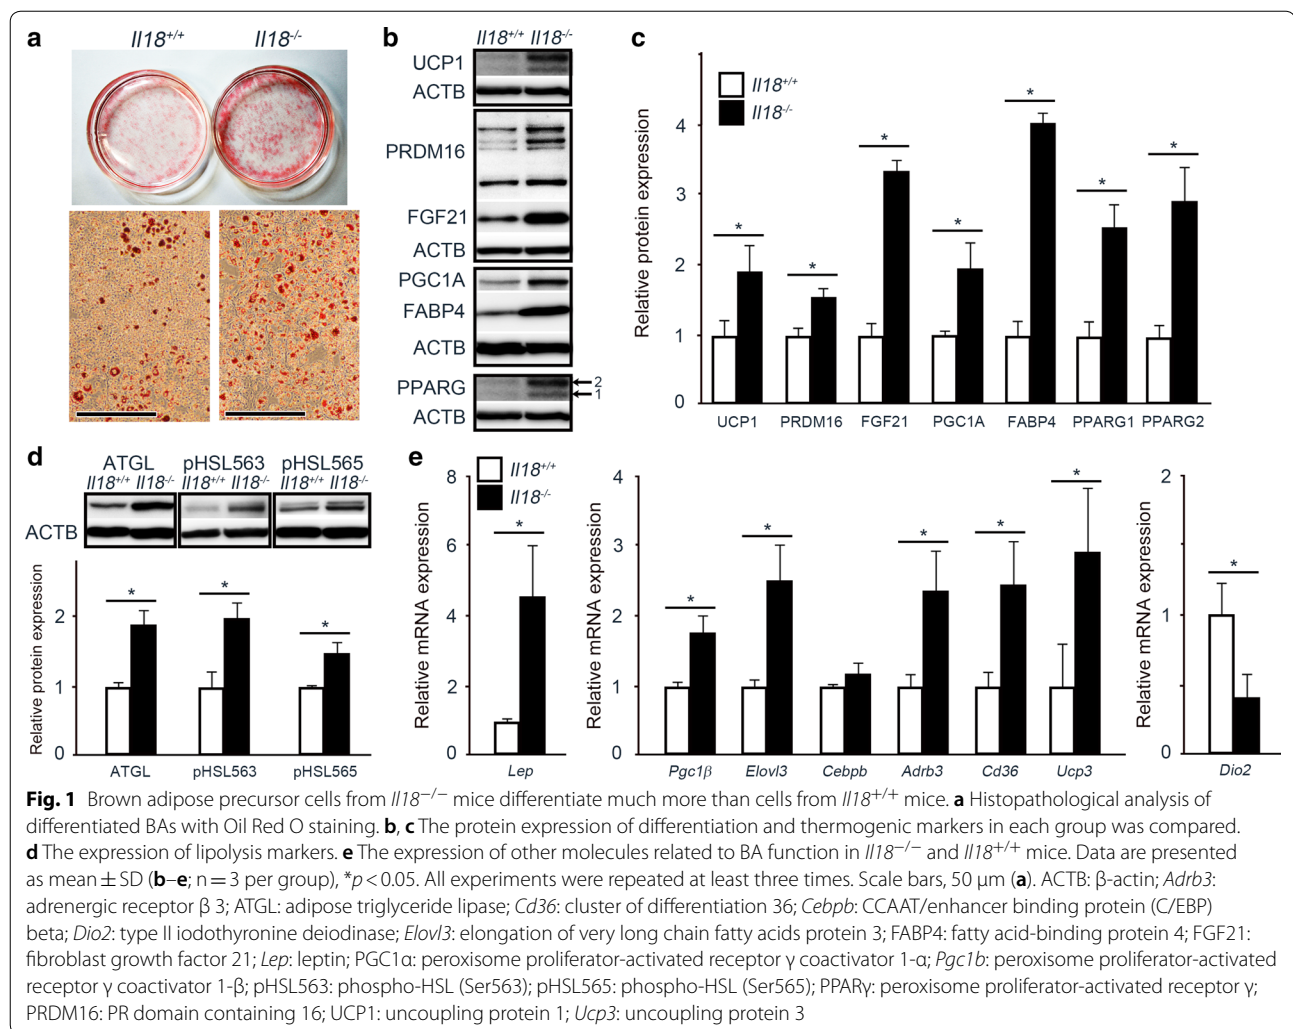 a
Il18+/+
Il18-/-
b
Il18+/+ Il18-/-
UCP1
ACTB
PRDM16
FGF21
ACTB
PGC1A
FABP4
ACTB
PPARG
2
1
ACTB
c
Il18+/+
Il18-/-
Relative protein expression
4
3
2
1
0
* * * * * * *
UCP1 PRDM16 FGF21 PGC1A FABP4 PPARG1 PPARG2
d
ATGL pHSL563 pHSL565
Il18+/+ Il18-/- Il18+/+ Il18-/- Il18+/+ Il18-/-
ACTB
Relative protein expression
2
1
0
* * *
ATGL pHSL563 pHSL565
e
Il18+/+
Il18-/-
Relative mRNA expression
8
6
4
2
0
*
Lep
Relative mRNA expression
4
3
2
1
0
* * * * *
Pgc1β Elovl3 Cebpb Adrb3 Cd36 Ucp3
Relative mRNA expression
2
1
0
*
Dio2
Fig. 1 Brown adipose precursor cells from Il18−/− mice differentiate much more than cells from Il18+/+ mice. a Histopathological analysis of
differentiated BAs with Oil Red O staining. b, c The protein expression of differentiation and thermogenic markers in each group was compared.
d The expression of lipolysis markers. e The expression of other molecules related to BA function in Il18−/− and Il18+/+ mice. Data are presented
as mean ± SD (b–e; n = 3 per group), *p < 0.05. All experiments were repeated at least three times. Scale bars, 50 μm (a). ACTB: β-actin; Adrb3:
adrenergic receptor β 3; ATGL: adipose triglyceride lipase; Cd36: cluster of differentiation 36; Cebpb: CCAAT/enhancer binding protein (C/EBP)
beta; Dio2: type II iodothyronine deiodinase; Elovl3: elongation of very long chain fatty acids protein 3; FABP4: fatty acid-binding protein 4; FGF21:
fibroblast growth factor 21; Lep: leptin; PGC1α: peroxisome proliferator-activated receptor γ coactivator 1-α; Pgc1b: peroxisome proliferator-activated
receptor γ coactivator 1-β; pHSL563: phospho-HSL (Ser563); pHSL565: phospho-HSL (Ser565); PPARγ: peroxisome proliferator-activated receptor γ;
PRDM16: PR domain containing 16; UCP1: uncoupling protein 1; Ucp3: uncoupling protein 3